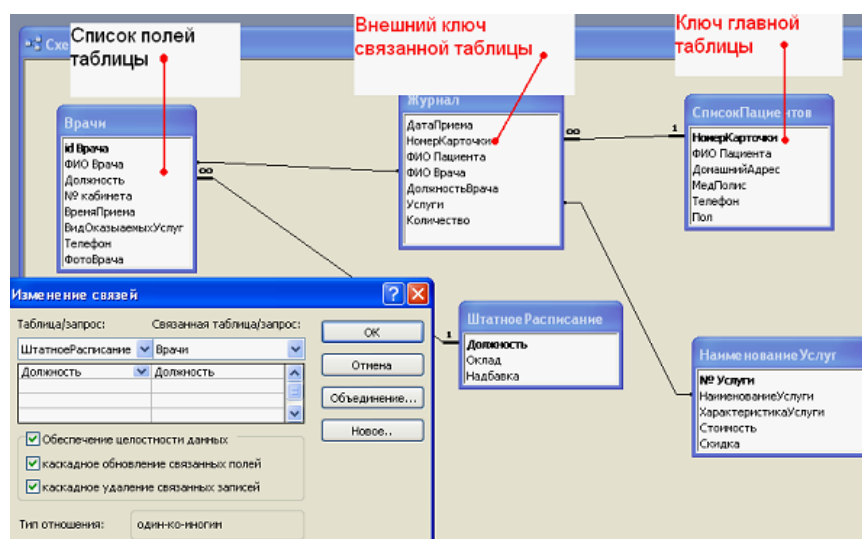 Список полей
таблицы
Внешний ключ
связанной таблицы
Ключ главной
таблицы
Схе
Врачи
id Врача
ФИО Врача
Должность
№ кабинета
ВремяПриема
ВидОказываемыхУслуг
Телефон
ФотоВрача
Журнал
ДатаПриема
НомерКарточки
ФИО Пациента
ФИО Врача
ДолжностьВрача
Услуги
Количество
СписокПациентов
НомерКарточки
ФИО Пациента
ДомашнийАдрес
МедПолис
Телефон
Пол
∞
∞
1
1
ШтатноеРасписание
Должность
Оклад
Надбавка
НаименованиеУслуг
№ Услуги
НаименованиеУслуги
ХарактеристикаУслуги
Стоимость
Скидка
Изменение связей
Таблица/запрос: Связанная таблица/запрос:
ШтатноеРасписание Врачи
Должность Должность
Обеспечение целостности данных
каскадное обновление связанных полей
каскадное удаление связанных записей
Тип отношения: один-ко-многим
ОК
Отмена
Объединение...
Новое..